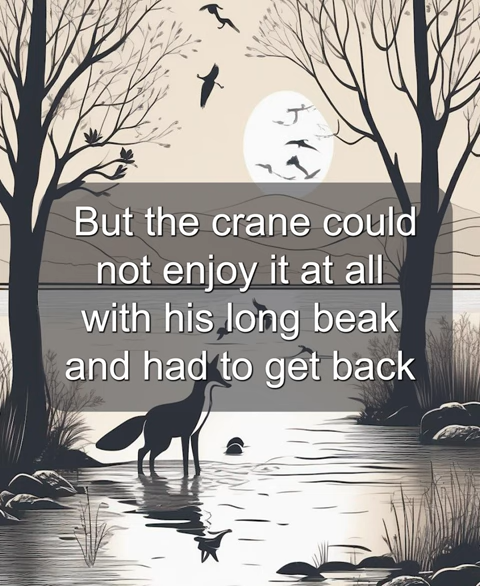 But the crane could
not enjoy it at all
with his long beak
and had to get back